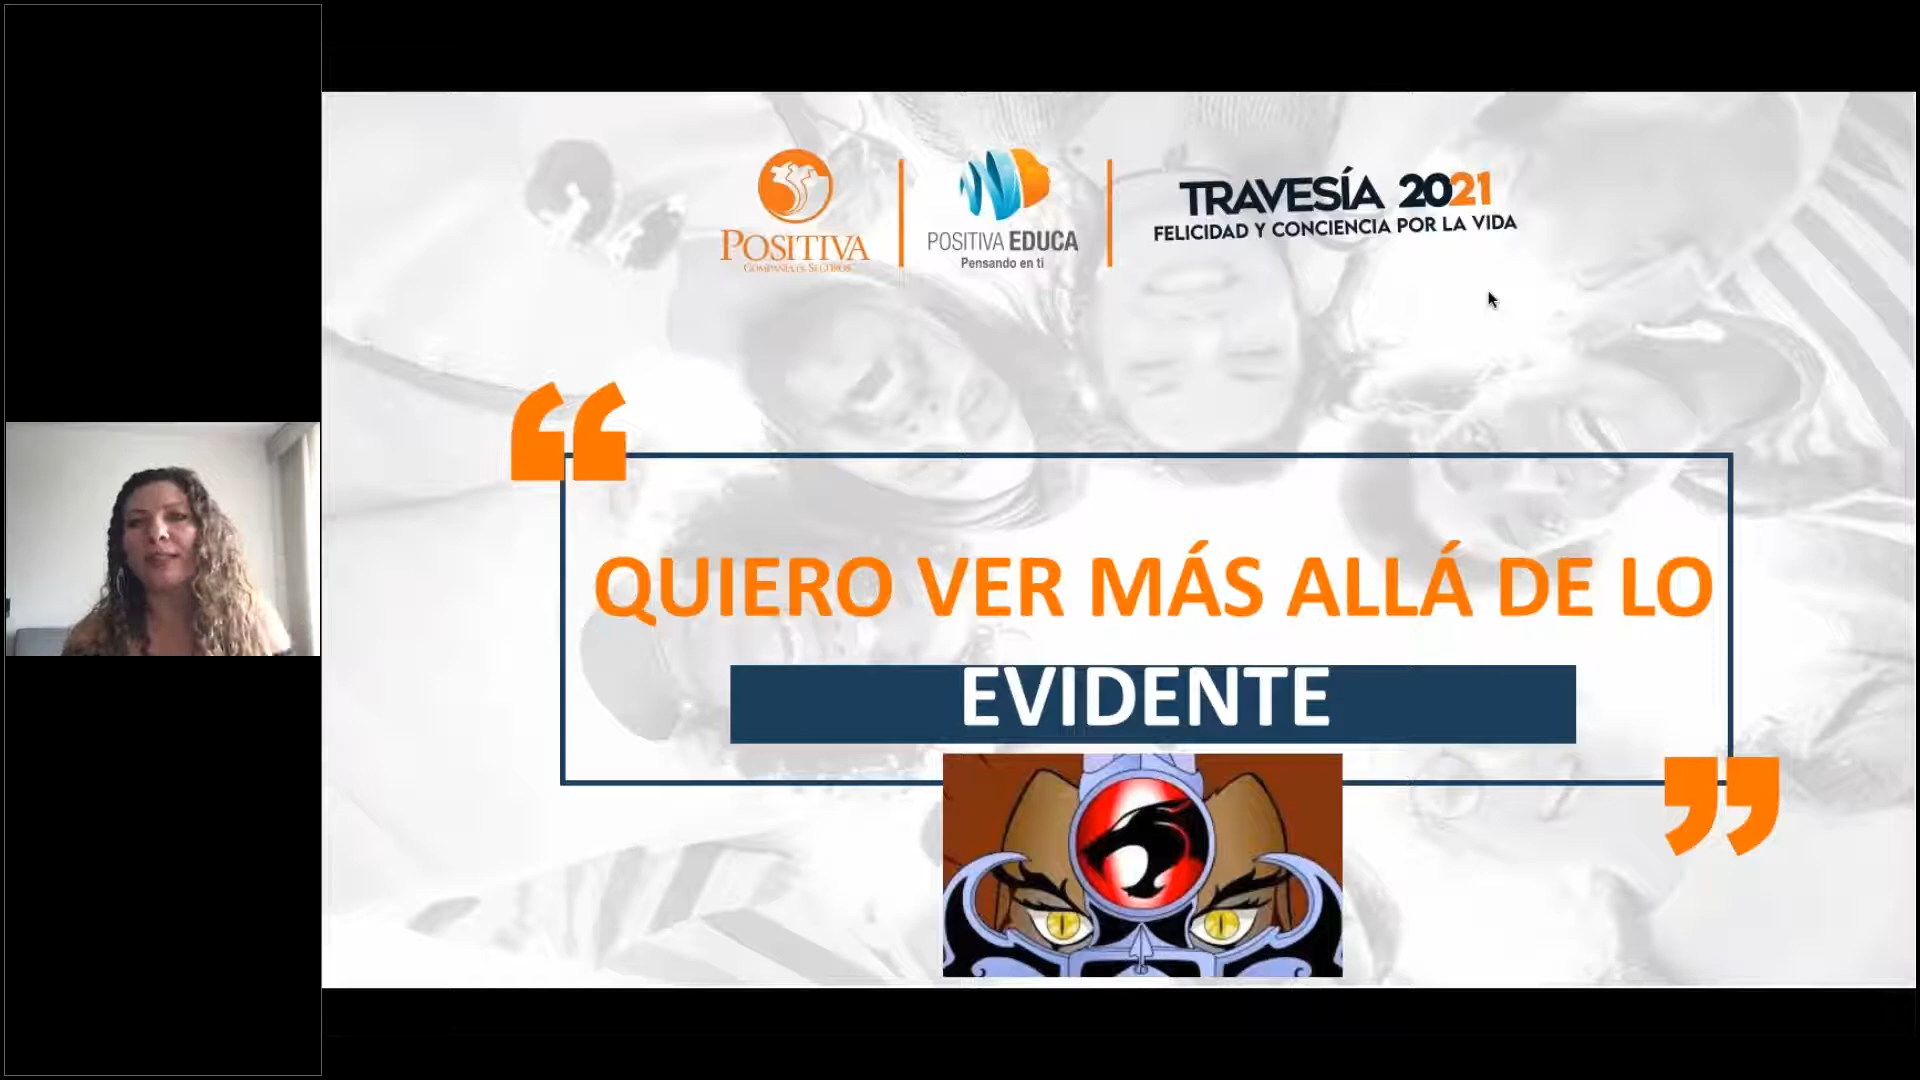 POSITIVA
COMPAÑÍA DE SEGUROS
POSITIVA EDUCA
Pensando en ti
TRAVESÍA 2021
FELICIDAD Y CONCIENCIA POR LA VIDA
“
QUIERO VER MÁS ALLÁ DE LO
EVIDENTE
”